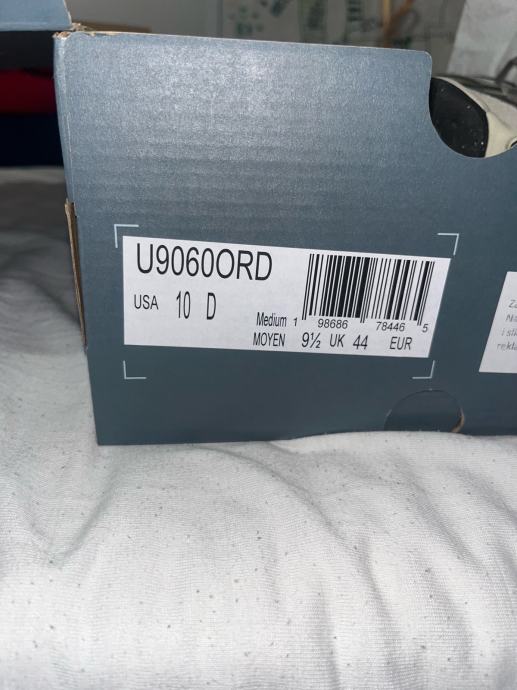 U9060ORD
USA 10 D
Medium 1 98686 78446 5
MOYEN 9½ UK 44 EUR